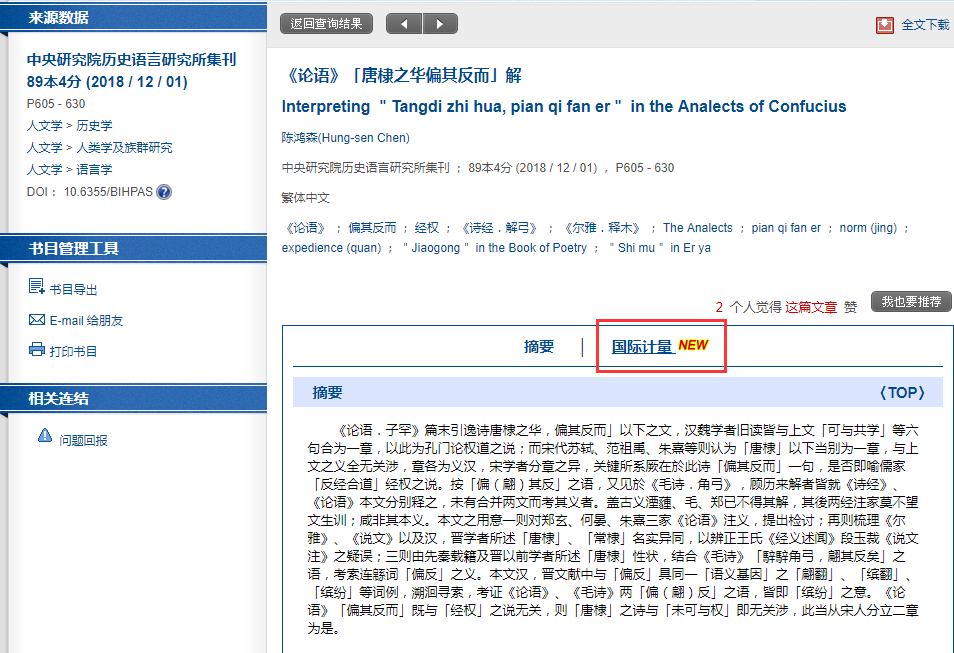 来源数据
中央研究院历史语言研究所集刊
89本4分 (2018 / 12 / 01)
P605 - 630
人文学 > 历史学
人文学 > 人类学及族群研究
人文学 > 语言学
DOI： 10.6355/BIHPAS ?
书目管理工具
书目导出
E-mail 给朋友
打印书目
相关连结
问题回报
返回查询结果
全文下载
《论语》「唐棣之华偏其反而」解
Interpreting ＂Tangdi zhi hua, pian qi fan er＂ in the Analects of Confucius
陈鸿森(Hung-sen Chen)
中央研究院历史语言研究所集刊 ； 89本4分 (2018 / 12 / 01) ， P605 - 630
繁体中文
《论语》 ； 偏其反而 ； 经权 ； 《诗经．解弓》 ； 《尔雅．释木》 ； The Analects ； pian qi fan er ； norm (jing) ；
expedience (quan) ； ＂Jiaogong＂ in the Book of Poetry ； ＂Shi mu＂ in Er ya
2 个人觉得 这篇文章 赞
我也要推荐
摘要 | 国际计量 NEW
摘要
〈TOP〉
《论语．子罕》篇末引逸诗唐棣之华，偏其反而」以下之文，汉魏学者旧读皆与上文「可与共学」等六
句合为一章，以此为孔门论权道之说；而宋代苏轼、范祖禹、朱熹等则认为「唐棣」以下当别为一章，与上
文之义全无关涉，章各为义汉，宋学者分章之异，关键所系厥在於此诗「偏其反而」一句，是否即喻儒家
「反经合道」经权之说。按「偏（翩）其反」之语，又见於《毛诗．角弓》，顾历来解者皆就《诗经》、
《论语》本文分别释之，未有合并两文而考其义者。盖古义湮薶，毛、郑已不得其解，其後两经注家莫不望
文生训；咸非其本义。本文之用意一则对郑玄、何晏、朱熹三家《论语》注义，提出检讨；再则梳理《尔
雅》、《说文》以及汉，晋学者所述「唐棣」、「常棣」名实异同，以辨正王氏《经义述闻》段玉裁《说文
注》之疑误；三则由先秦载籍及晋以前学者所述「唐棣」性状，结合《毛诗》「騂騂角弓，翩其反矣」之
语，考索连緜词「偏反」之义。本文汉，晋文献中与「偏反」具同一「语义基因」之「翩翻」、「缤翻」、
「缤纷」等词例，溯洄寻索，考证《论语》、《毛诗》两「偏（翩）反」之语，皆即「缤纷」之意。《论
语》「偏其反而」既与「经权」之说无关，则「唐棣」之诗与「未可与权」即无关涉，此当从宋人分立二章
为是。